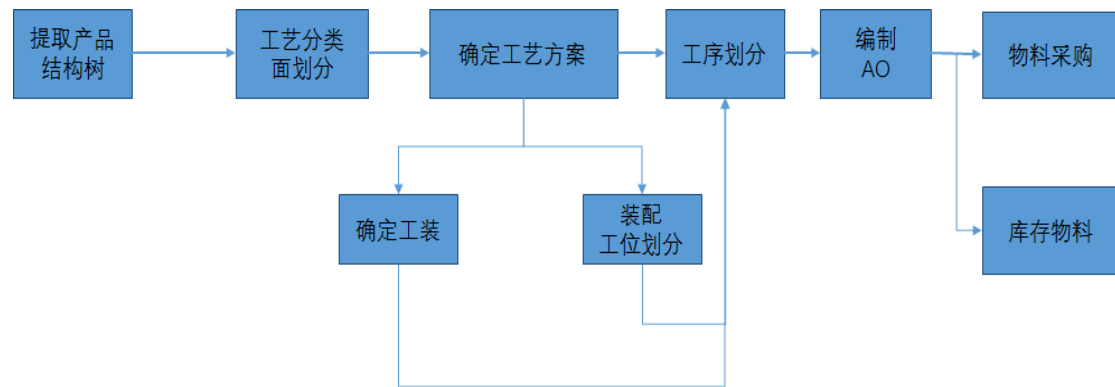 提取产品
结构树
工艺分类
面划分
确定工艺方案
工序划分
编制
AO
物料采购
确定工装
装配
工位划分
库存物料